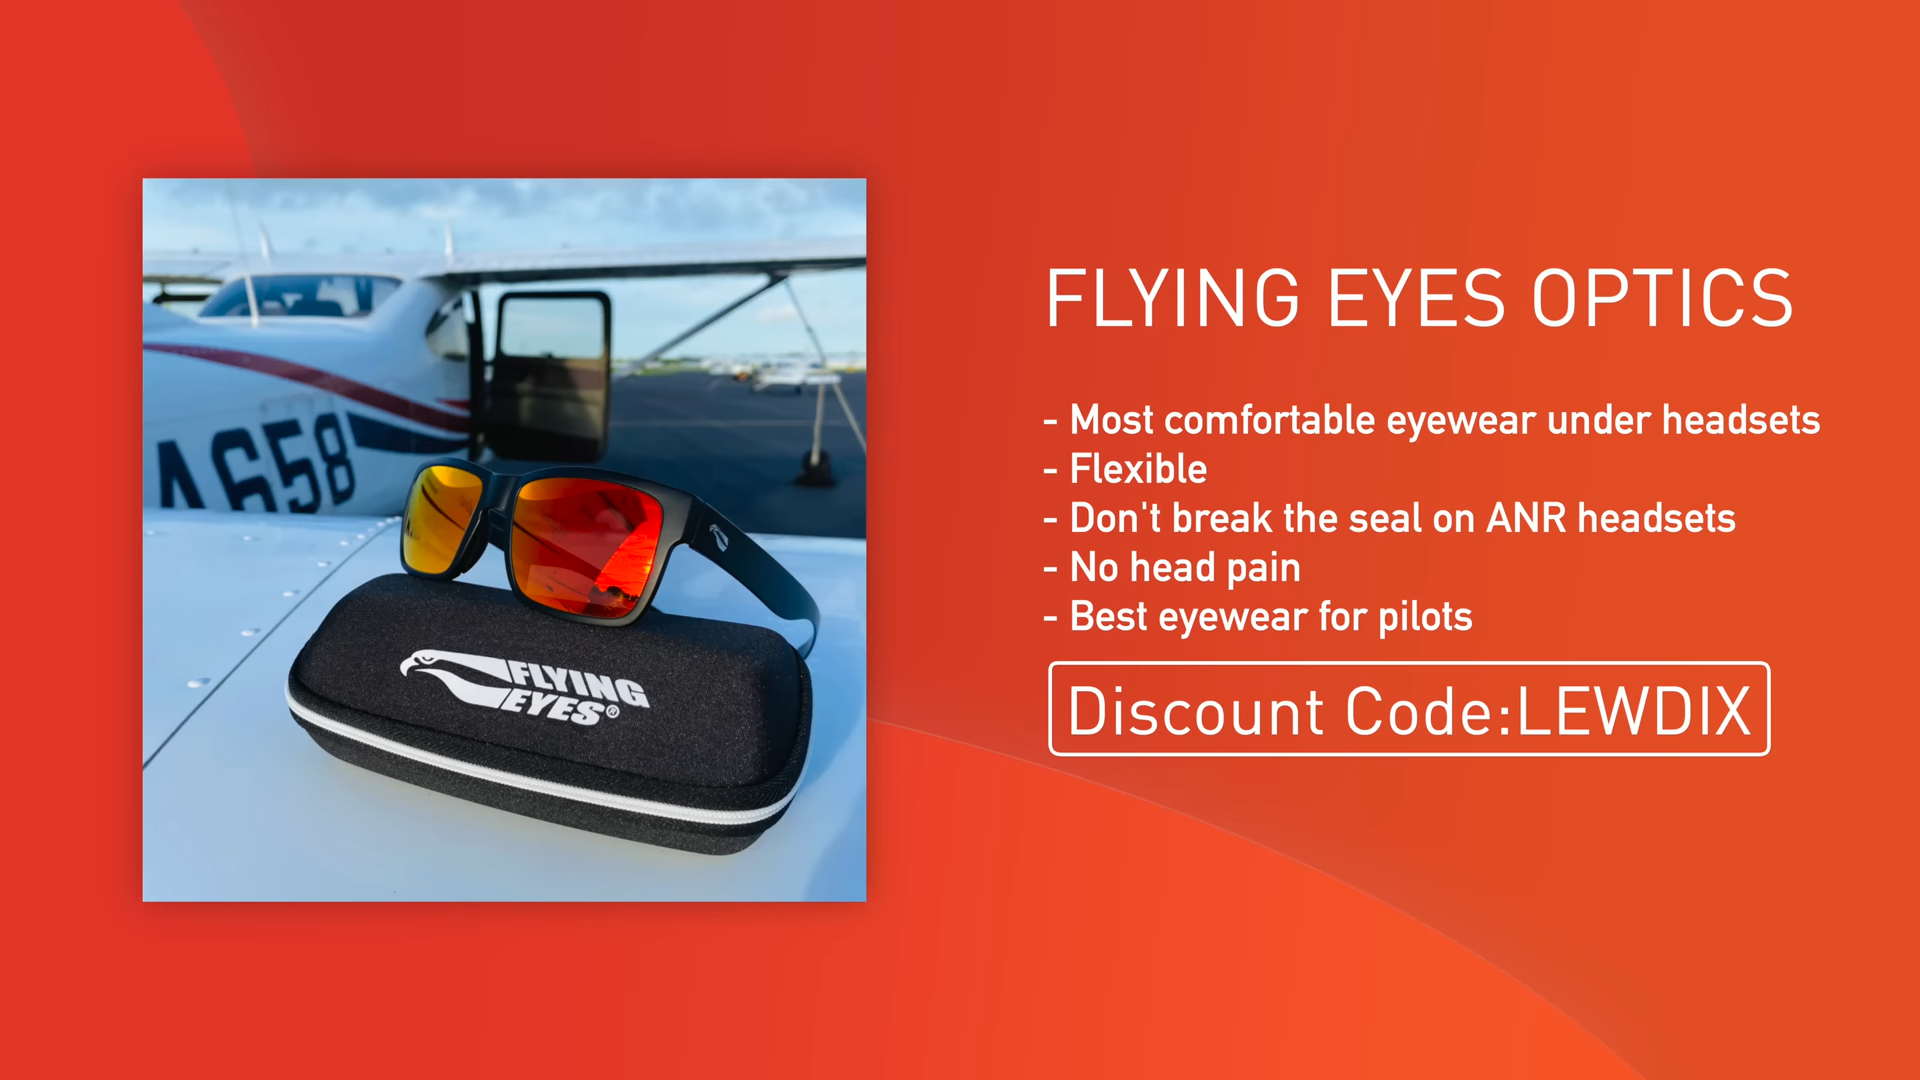 A658
FLYING
EYES®
FLYING EYES OPTICS
- Most comfortable eyewear under headsets
- Flexible
- Don't break the seal on ANR headsets
- No head pain
- Best eyewear for pilots
Discount Code:LEWDIX